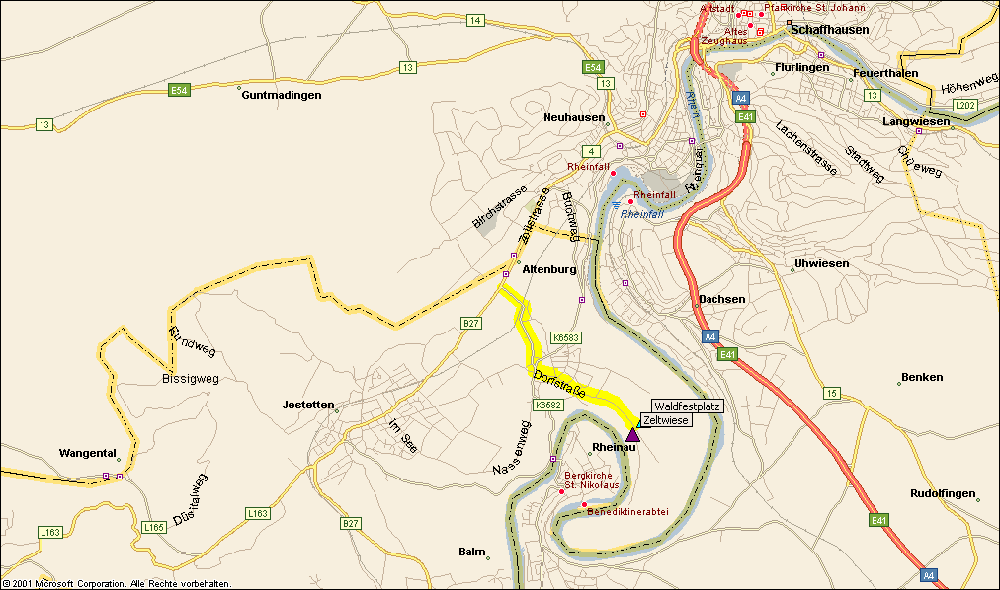 14
Altstadt
Pfarrkirche St. Johann
Altes
Zeughaus
Schaffhausen
13
E54
13
E54
Guntmadingen
13
Flurlingen
Feuerthalen
Höhenweg
13
L202
A4
E41
Rhein
Neuhausen
Langwiesen
Lachenstrasse
Stadtweg
4
Rheinfall
Rheinfall
Rheinfall
Birchstrasse
Zollstrasse
Buchweg
Altenburg
Uhwiesen
Dachsen
B27
K6583
A4
E41
Rundweg
Bissigweg
Benken
15
Dorfstraße
Jestetten
K6582
Waldfestplatz
Zeltwiese
Im See
Nassenweg
Rheinau
Wangental
Bergkirche
St. Nikolaus
Benediktinerabtei
Rudolfingen
L163
L163
L165
B27
E41
Balm
A4
© 2001 Microsoft Corporation. Alle Rechte vorbehalten.